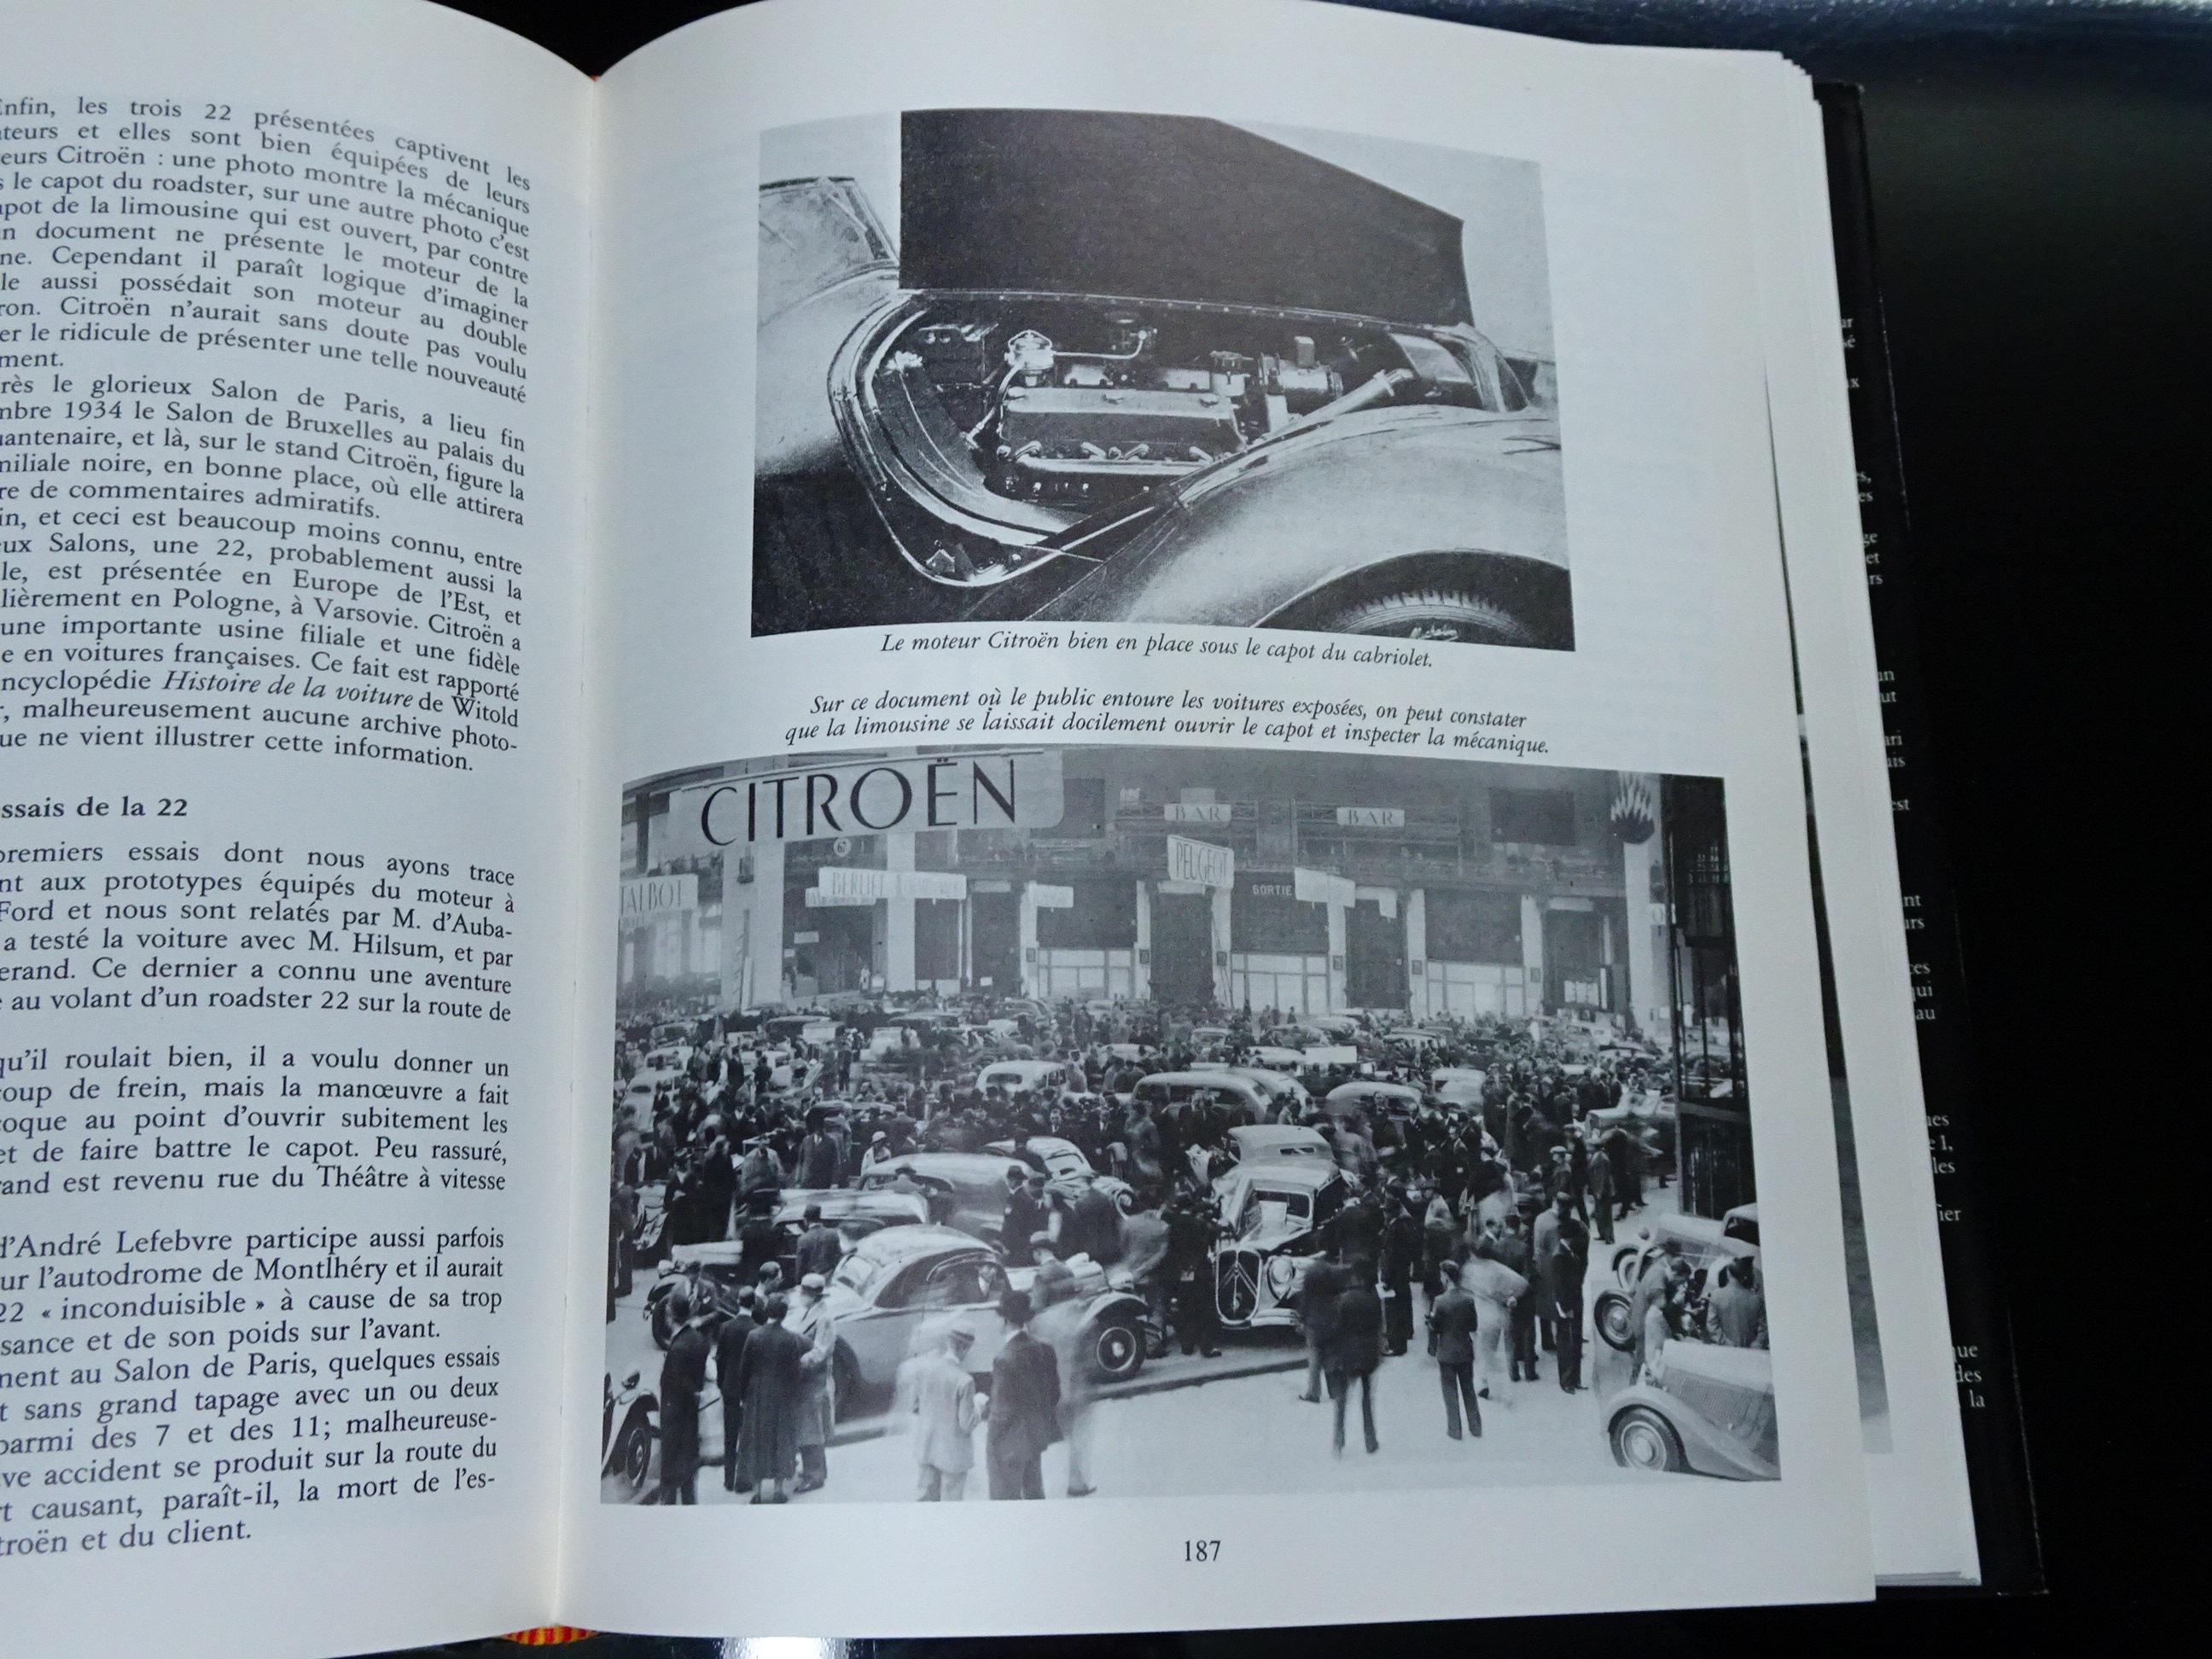 Enfin, les trois 22 présentées captivent les
ateurs et elles sont bien équipées de leurs
eurs Citroën : une photo montre la mécanique
s le capot du roadster, sur une autre photo c'est
apot de la limousine qui est ouvert, par contre
un document ne présente le moteur de la
ne. Cependant il paraît logique d'imaginer
le aussi possédait son moteur au double
ron. Citroën n'aurait sans doute pas voulu
er le ridicule de présenter une telle nouveauté
ment.
rès le glorieux Salon de Paris, a lieu fin
mbre 1934 le Salon de Bruxelles au palais du
uantenaire, et là, sur le stand Citroën, figure la
miliale noire, en bonne place, où elle attirera
re de commentaires admiratifs.
in, et ceci est beaucoup moins connu, entre
eux Salons, une 22, probablement aussi la
le, est présentée en Europe de l'Est, et
lièrement en Pologne, à Varsovie. Citroën a
une importante usine filiale et une fidèle
e en voitures françaises. Ce fait est rapporté
ncyclopédie Histoire de la voiture de Witold
r, malheureusement aucune archive photo-
ue ne vient illustrer cette information.
ssais de la 22
premiers essais dont nous ayons trace
nt aux prototypes équipés du moteur à
Ford et nous sont relatés par M. d'Auba-
a testé la voiture avec M. Hilsum, et par
erand. Ce dernier a connu une aventure
e au volant d'un roadster 22 sur la route de
qu'il roulait bien, il a voulu donner un
coup de frein, mais la manœuvre a fait
oque au point d'ouvrir subitement les
et de faire battre le capot. Peu rassuré,
rand est revenu rue du Théâtre à vitesse
d'André Lefebvre participe aussi parfois
ur l'autodrome de Montlhéry et il aurait
22 « inconduisible » à cause de sa trop
sance et de son poids sur l'avant.
ment au Salon de Paris, quelques essais
t sans grand tapage avec un ou deux
parmi des 7 et des 11; malheureuse-
ve accident se produit sur la route du
rt causant, paraît-il, la mort de l'es-
troën et du client.
Michelin
Le moteur Citroën bien en place sous le capot du cabriolet.
Sur ce document où le public entoure les voitures exposées, on peut constater
que la limousine se laissait docilement ouvrir le capot et inspecter la mécanique.
CITROËN
BAR
BAR
PEUGEOT
TALBOT
BERLIET
SORTIE
187